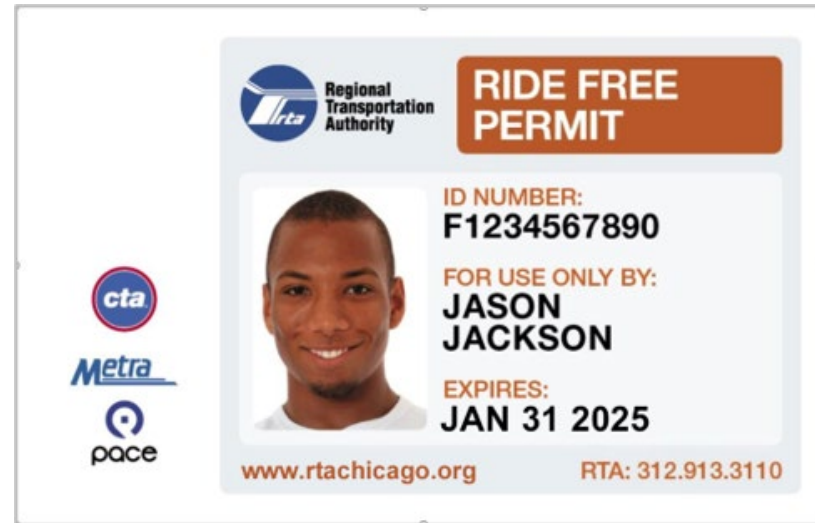 rta
Regional
Transportation
Authority
RIDE FREE
PERMIT
ID NUMBER:
F1234567890
FOR USE ONLY BY:
JASON
JACKSON
EXPIRES:
JAN 31 2025
cta
Metra
pace
www.rtachicago.org
RTA: 312.913.3110